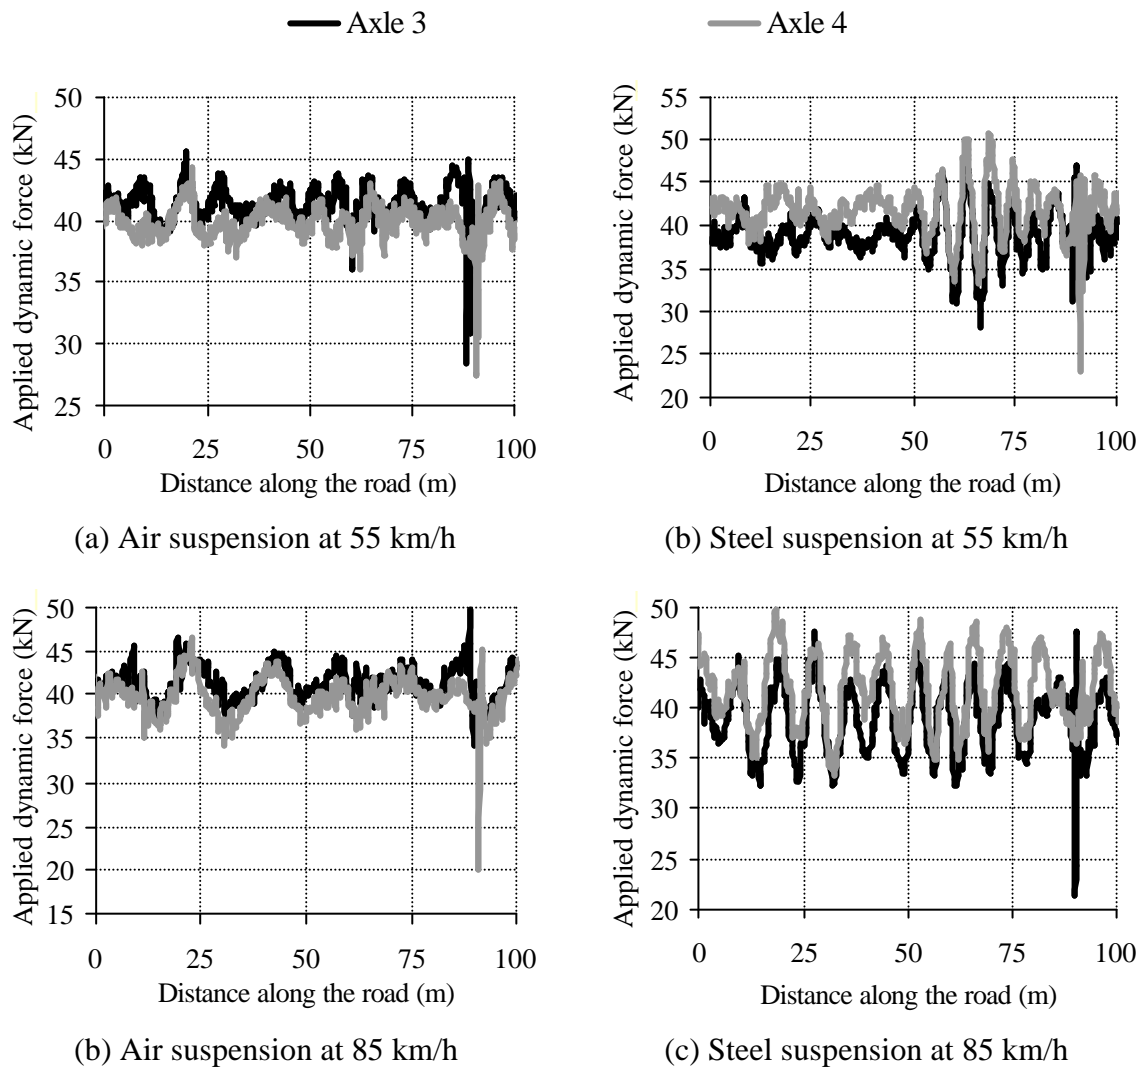 Axle 3
Axle 4
Applied dynamic force (kN)
50
45
40
35
30
25
0 25 50 75 100
Distance along the road (m)
(a) Air suspension at 55 km/h
Applied dynamic force (kN)
55
50
45
40
35
30
25
20
0 25 50 75 100
Distance along the road (m)
(b) Steel suspension at 55 km/h
Applied dynamic force (kN)
50
45
40
35
30
25
20
15
0 25 50 75 100
Distance along the road (m)
(b) Air suspension at 85 km/h
Applied dynamic force (kN)
50
45
40
35
30
25
20
0 25 50 75 100
Distance along the road (m)
(c) Steel suspension at 85 km/h